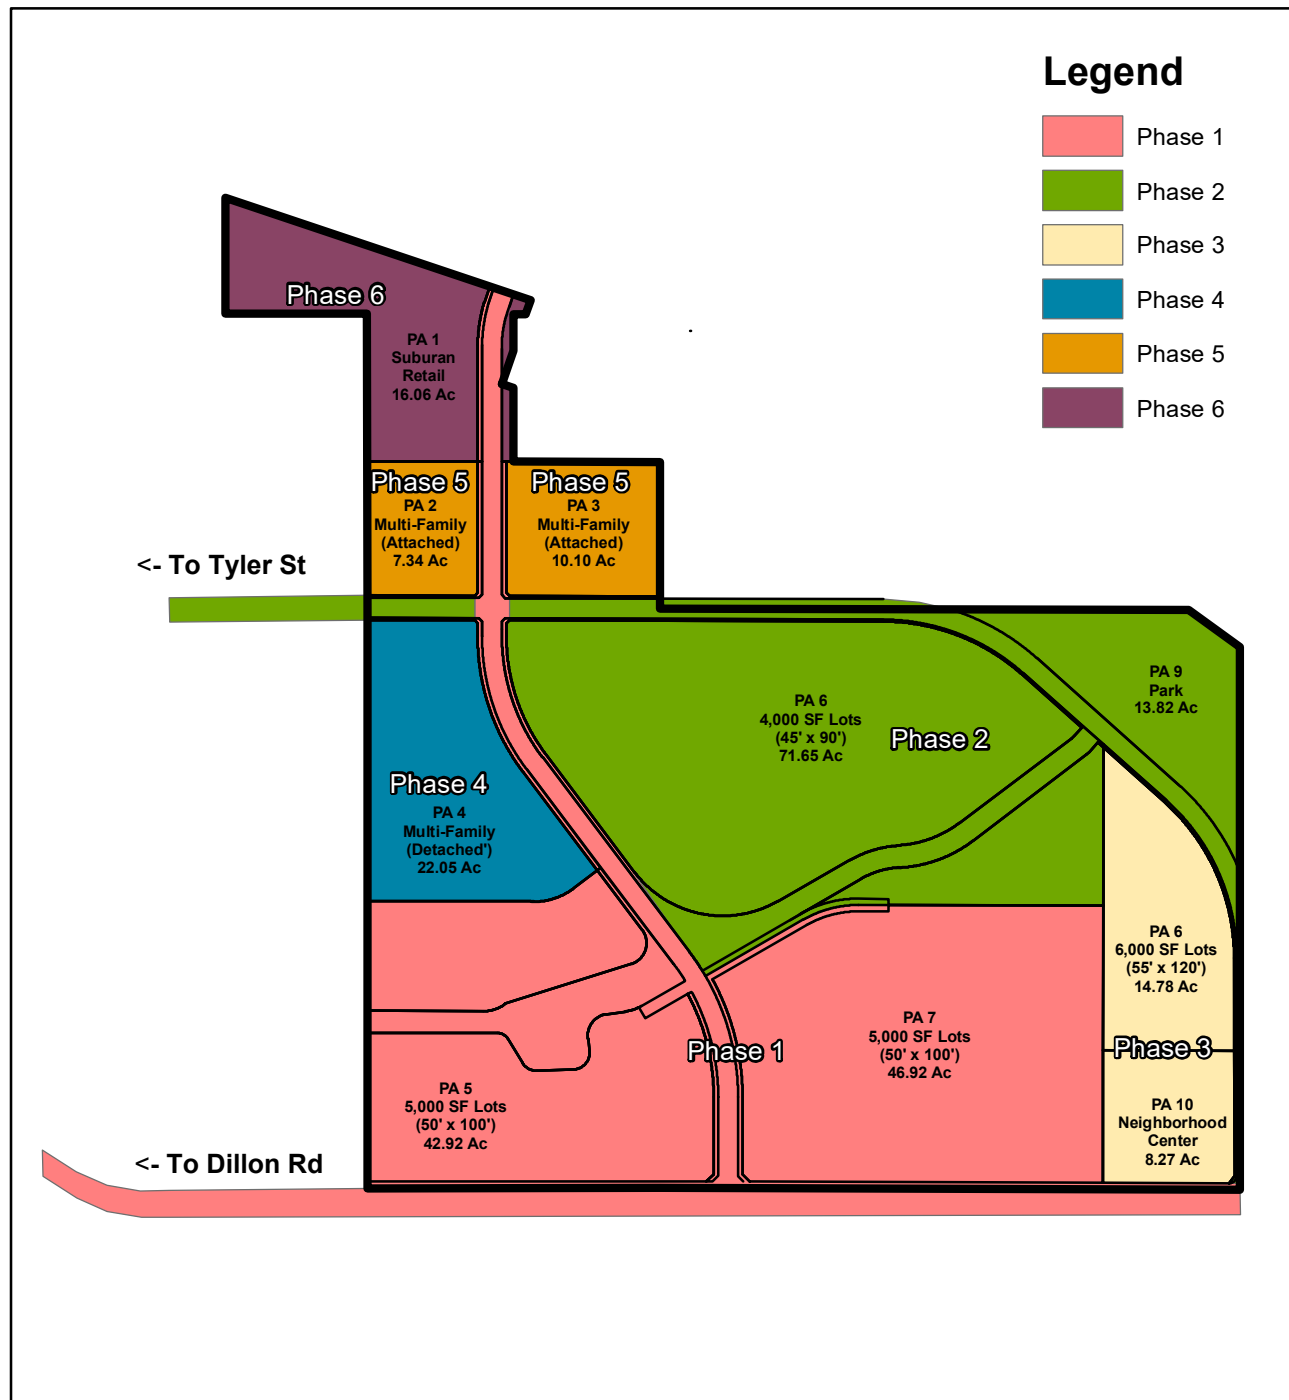 Legend
Phase 1
Phase 2
Phase 3
Phase 4
Phase 5
Phase 6
Phase 6
PA 1
Suburan
Retail
16.06 Ac
Phase 5
PA 2
Multi-Family
(Attached)
7.34 Ac
Phase 5
PA 3
Multi-Family
(Attached)
10.10 Ac
<- To Tyler St
PA 9
Park
13.82 Ac
PA 6
4,000 SF Lots
(45' x 90')
71.65 Ac
Phase 2
Phase 4
PA 4
Multi-Family
(Detached')
22.05 Ac
PA 6
6,000 SF Lots
(55' x 120')
14.78 Ac
Phase 3
PA 7
5,000 SF Lots
(50' x 100')
46.92 Ac
Phase 1
PA 5
5,000 SF Lots
(50' x 100')
42.92 Ac
PA 10
Neighborhood
Center
8.27 Ac
<- To Dillon Rd